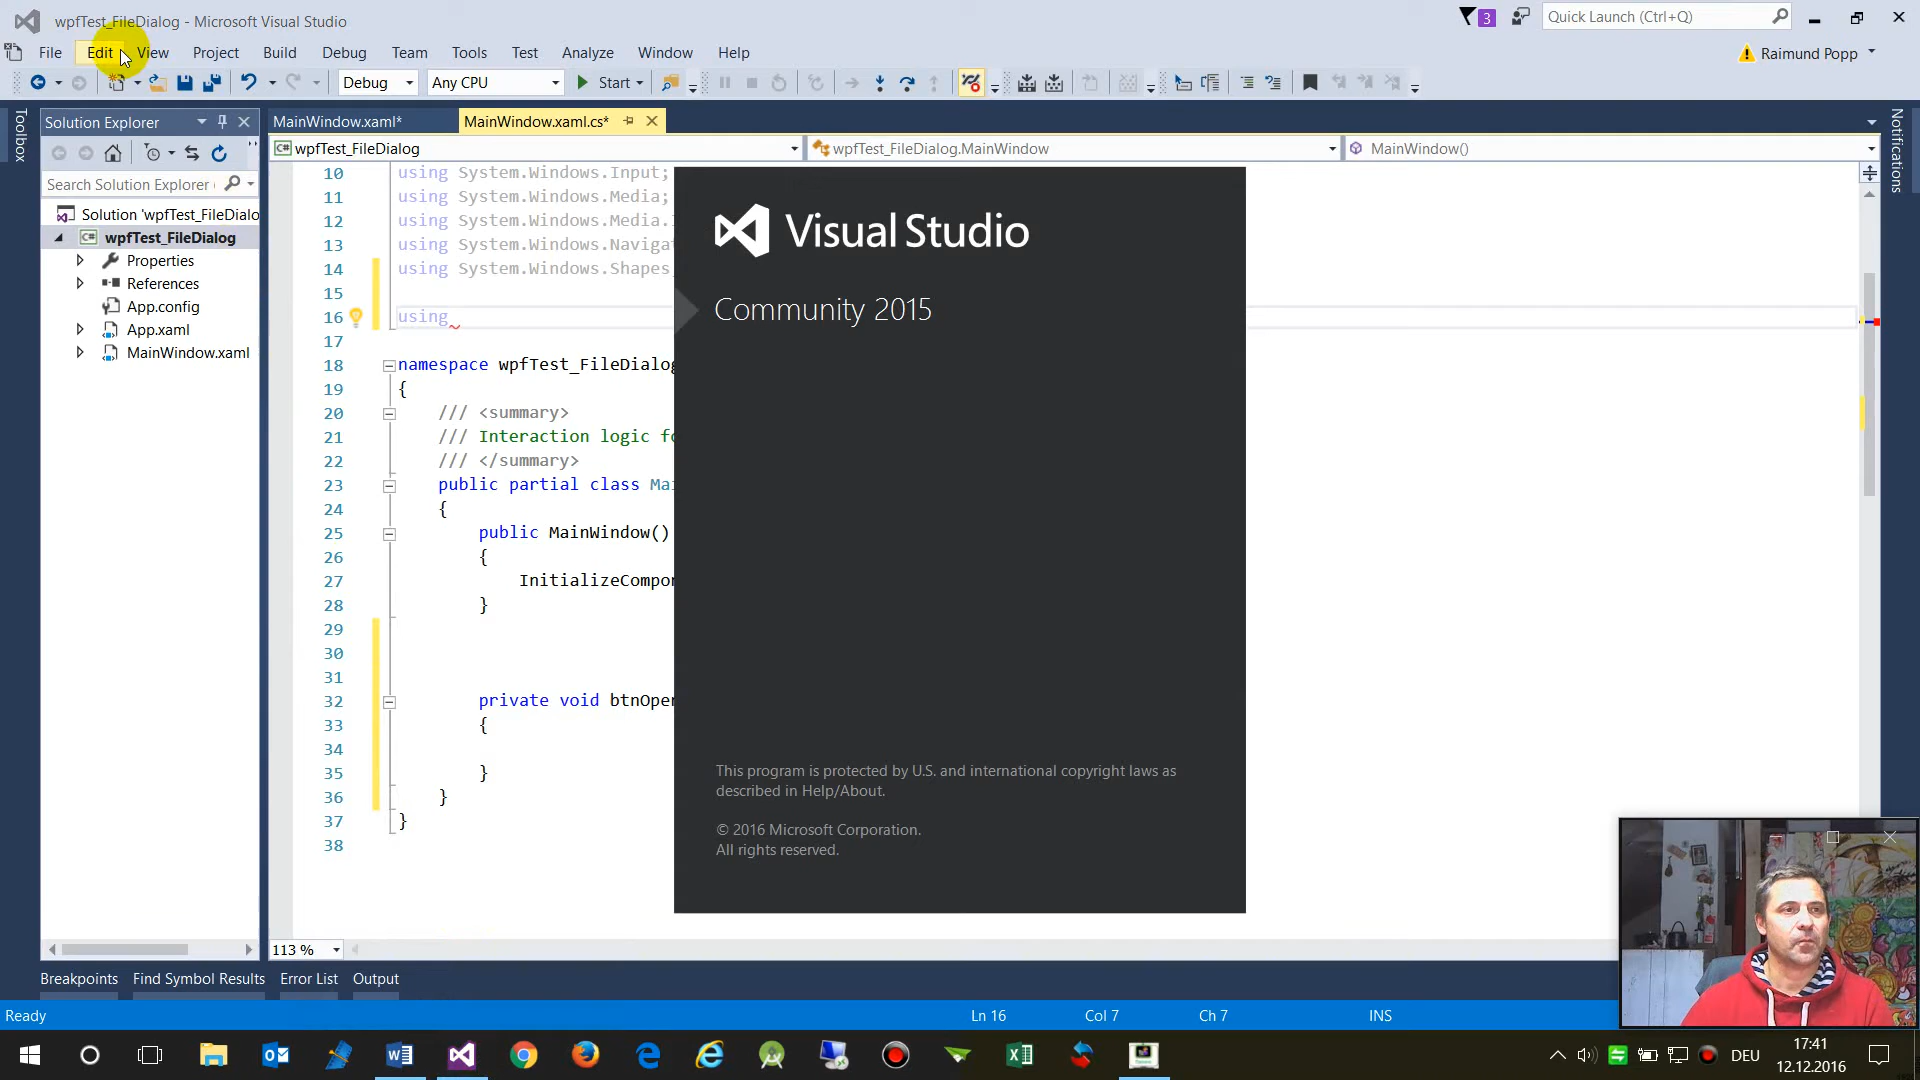 wpfTest_FileDialog - Microsoft Visual Studio
3
Quick Launch (Ctrl+Q)
File Edit View Project Build Debug Team Tools Test Analyze Window Help
Raimund Popp
Debug Any CPU Start
Toolbox
Solution Explorer
MainWindow.xaml* MainWindow.xaml.cs*
Notifications
wpfTest_FileDialog wpfTest_FileDialog.MainWindow MainWindow()
Search Solution Explorer (
Solution 'wpfTest_FileDialo
wpfTest_FileDialog
Properties
References
App.config
App.xaml
MainWindow.xaml
10 using System.Windows.Input;
11 using System.Windows.Media;
12 using System.Windows.Media.
13 using System.Windows.Navigat
14 using System.Windows.Shapes
15
16 using
17
18 namespace wpfTest_FileDialog
19 {
20 /// <summary>
21 /// Interaction logic fo
22 /// </summary>
23 public partial class Mai
24 {
25 public MainWindow()
26 {
27 InitializeCompon
28 }
29
30
31
32 private void btnOpen
33 {
34
35 }
36 }
37 }
38
Visual Studio
Community 2015
This program is protected by U.S. and international copyright laws as
described in Help/About.
© 2016 Microsoft Corporation.
All rights reserved.
113 %
Breakpoints Find Symbol Results Error List Output
Ready Ln 16 Col 7 Ch 7 INS
DEU
17:41
12.12.2016